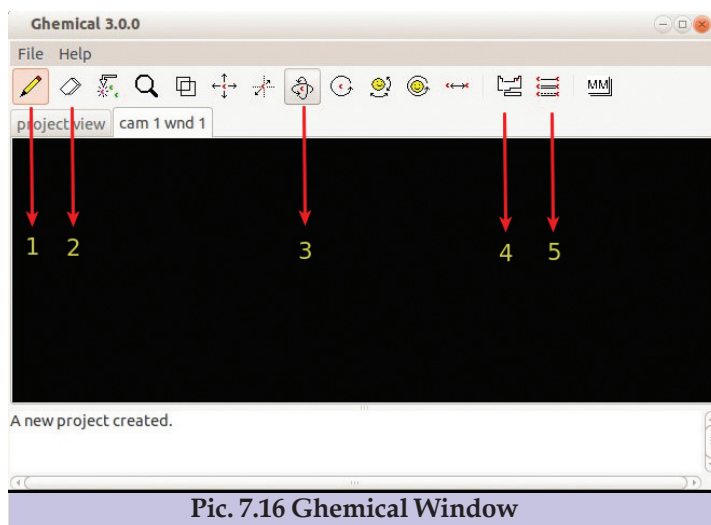 Ghemical 3.0.0
File Help
MM
project view cam 1 wnd 1
1 2 3 4 5
A new project created.
Pic. 7.16 Ghemical Window